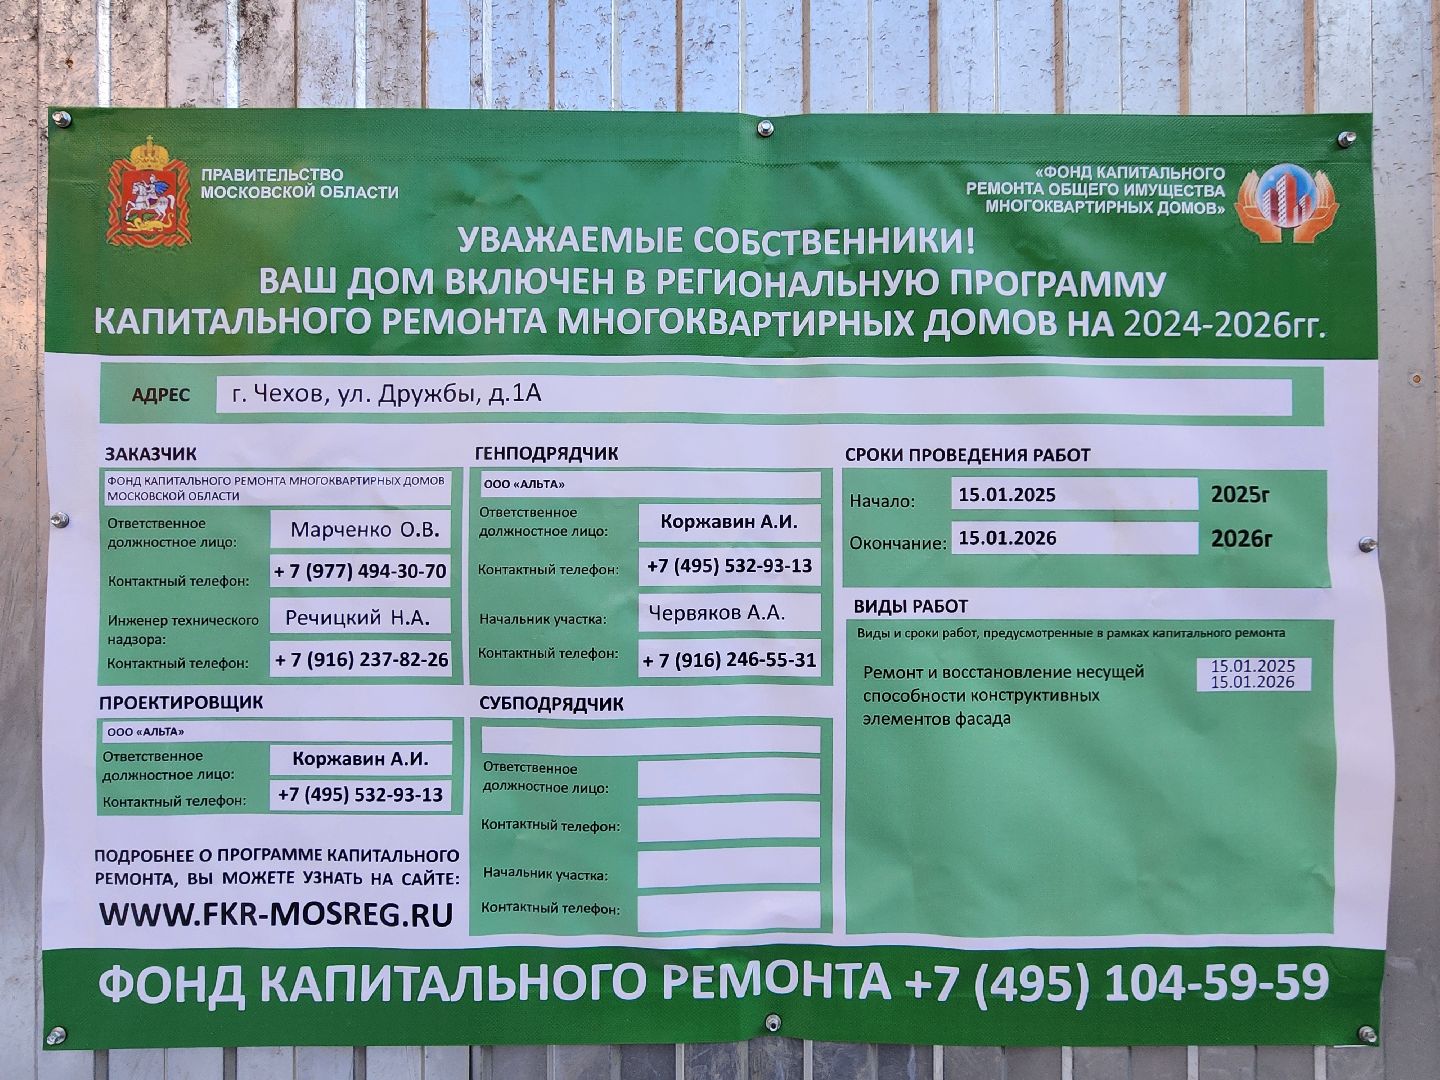 ПРАВИТЕЛЬСТВО
МОСКОВСКОЙ ОБЛАСТИ
«ФОНД КАПИТАЛЬНОГО
РЕМОНТА ОБЩЕГО ИМУЩЕСТВА
МНОГОКВАРТИРНЫХ ДОМОВ»
УВАЖАЕМЫЕ СОБСТВЕННИКИ!
ВАШ ДОМ ВКЛЮЧЕН В РЕГИОНАЛЬНУЮ ПРОГРАММУ
КАПИТАЛЬНОГО РЕМОНТА МНОГОКВАРТИРНЫХ ДОМОВ НА 2024-2026гг.
АДРЕС г. Чехов, ул. Дружбы, д.1А
ЗАКАЗЧИК
ФОНД КАПИТАЛЬНОГО РЕМОНТА МНОГОКВАРТИРНЫХ ДОМОВ
МОСКОВСКОЙ ОБЛАСТИ
Ответственное
должностное лицо: Марченко О.В.
Контактный телефон: + 7 (977) 494-30-70
Инженер технического
надзора: Речицкий Н.А.
Контактный телефон: + 7 (916) 237-82-26
ПРОЕКТИРОВЩИК
ООО «АЛЬТА»
Ответственное
должностное лицо: Коржавин А.И.
Контактный телефон: +7 (495) 532-93-13
ПОДРОБНЕЕ О ПРОГРАММЕ КАПИТАЛЬНОГО
РЕМОНТА, ВЫ МОЖЕТЕ УЗНАТЬ НА САЙТЕ:
WWW.FKR-MOSREG.RU
ГЕНПОДРЯДЧИК
ООО «АЛЬТА»
Ответственное
должностное лицо: Коржавин А.И.
Контактный телефон: +7 (495) 532-93-13
Начальник участка: Червяков А.А.
Контактный телефон: + 7 (916) 246-55-31
СУБПОДРЯДЧИК
Ответственное
должностное лицо:
Контактный телефон:
Начальник участка:
Контактный телефон:
СРОКИ ПРОВЕДЕНИЯ РАБОТ
Начало: 15.01.2025 2025г
Окончание: 15.01.2026 2026г
ВИДЫ РАБОТ
Виды и сроки работ, предусмотренные в рамках капитального ремонта
Ремонт и восстановление несущей
способности конструктивных
элементов фасада
15.01.2025
15.01.2026
ФОНД КАПИТАЛЬНОГО РЕМОНТА +7 (495) 104-59-59